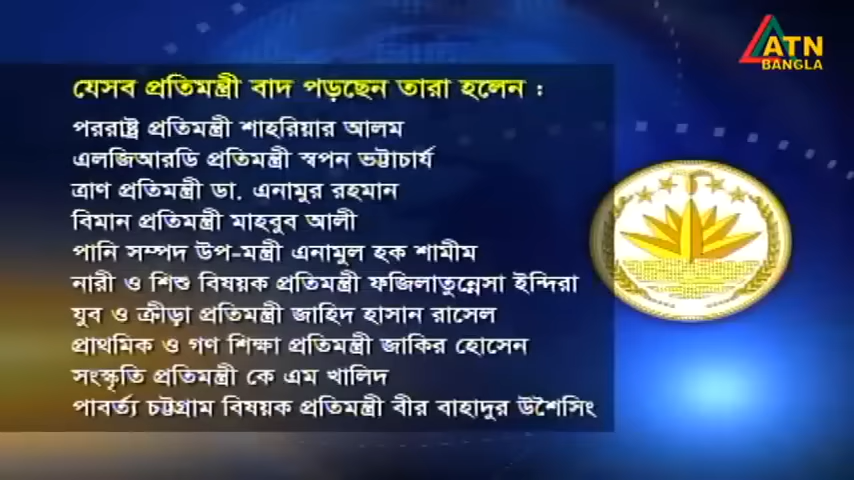 ATN
BANGLA
যেসব প্রতিমন্ত্রী বাদ পড়ছেন তারা হলেন :
পররাষ্ট্র প্রতিমন্ত্রী শাহরিয়ার আলম
এলজিআরডি প্রতিমন্ত্রী স্বপন ভট্টাচার্য
ত্রাণ প্রতিমন্ত্রী ডা. এনামুর রহমান
বিমান প্রতিমন্ত্রী মাহবুব আলী
পানি সম্পদ উপ-মন্ত্রী এনামুল হক শামীম
নারী ও শিশু বিষয়ক প্রতিমন্ত্রী ফজিলাতুন্নেসা ইন্দিরা
যুব ও ক্রীড়া প্রতিমন্ত্রী জাহিদ হাসান রাসেল
প্রাথমিক ও গণ শিক্ষা প্রতিমন্ত্রী জাকির হোসেন
সংস্কৃতি প্রতিমন্ত্রী কে এম খালিদ
পাবর্ত্য চট্টগ্রাম বিষয়ক প্রতিমন্ত্রী বীর বাহাদুর উশৈসিং